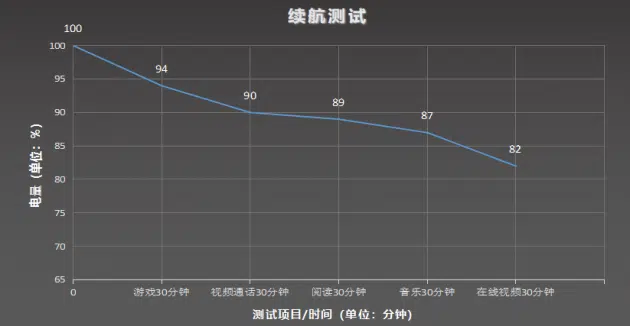 续航测试
100
94
90
89
87
82
100
95
90
85
80
75
70
65
电量（单位：%）
0
游戏30分钟
视频通话30分钟
阅读30分钟
音乐30分钟
在线视频30分钟
测试项目/时间（单位：分钟）